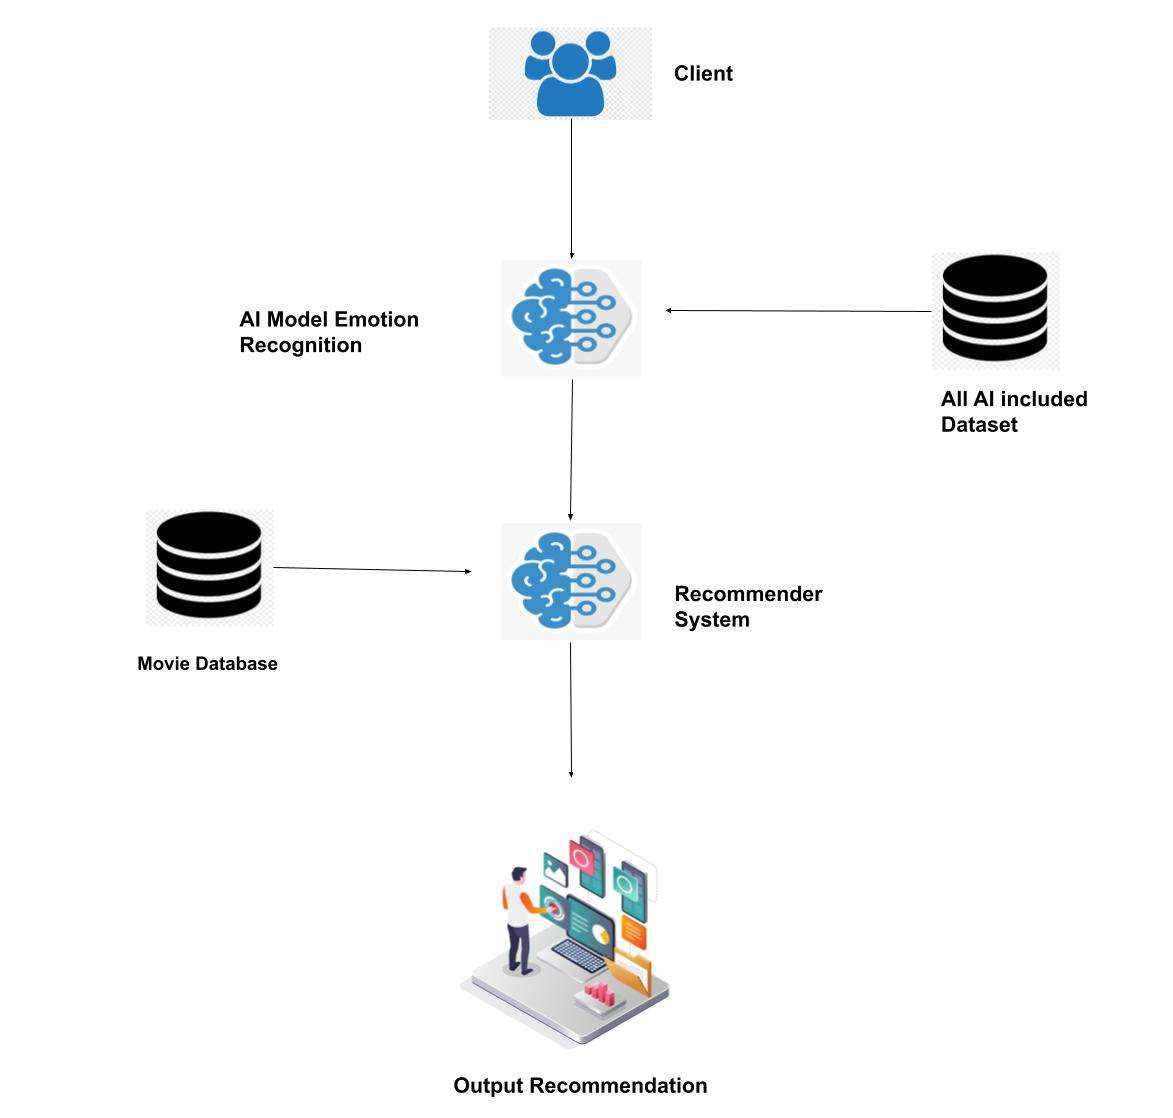 Client
AI Model Emotion
Recognition
All AI included
Dataset
Recommender
System
Movie Database
Output Recommendation